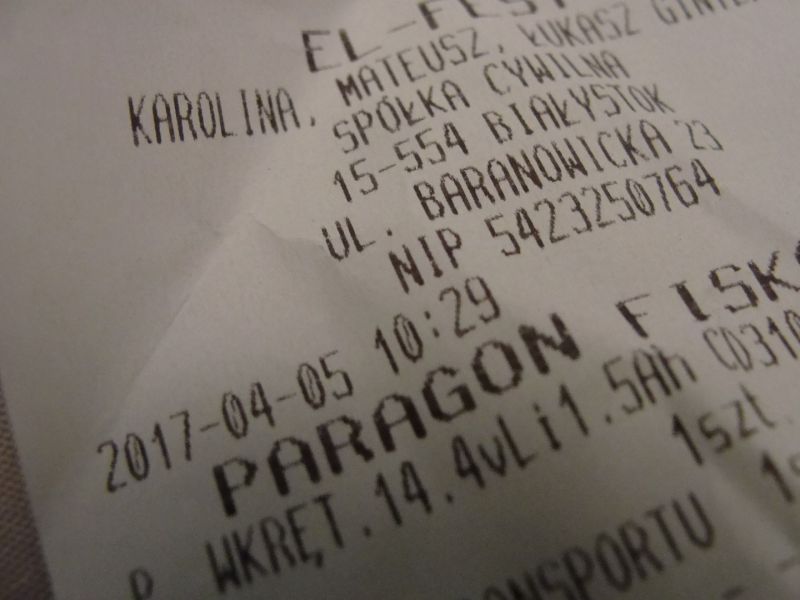 EL-FEST
KAROLINA, MATEUSZ, ŁUKASZ
SPÓŁKA CYWILNA
15-554 BIAŁYSTOK
UL. BARANOWICKA 23
NIP 5423250764
2017-04-05 10:29
PARAGON FISK
WKRĘT.14.4vLi1.5Ah CD310
1szt.